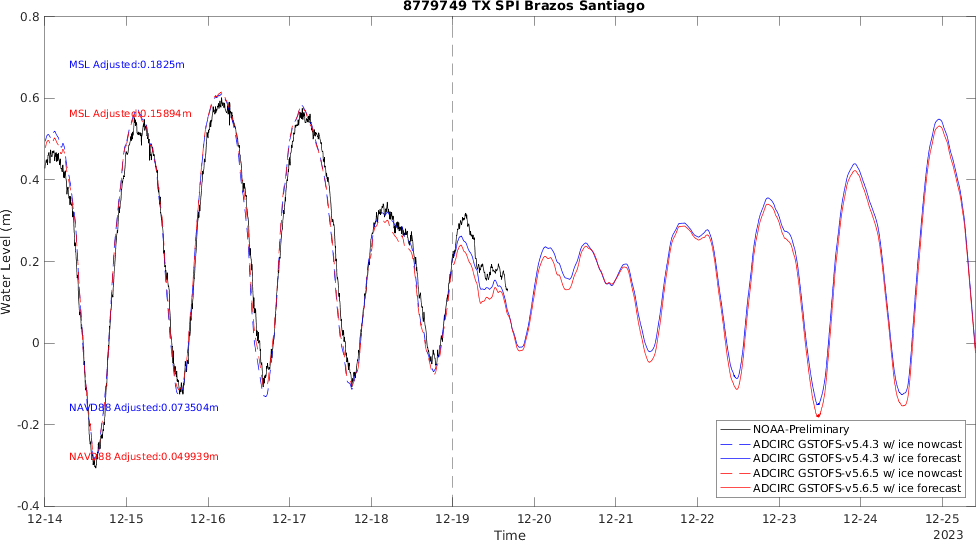 8779749 TX SPI Brazos Santiago
Water Level (m)
0.8
0.6
0.4
0.2
0
-0.2
-0.4
MSL Adjusted:0.1825m
MSL Adjusted:0.15894m
NAVD88 Adjusted:0.073504m
NAVD88 Adjusted:0.049939m
NOAA-Preliminary
ADCIRC GSTOFS-v5.4.3 w/ ice nowcast
ADCIRC GSTOFS-v5.4.3 w/ ice forecast
ADCIRC GSTOFS-v5.6.5 w/ ice nowcast
ADCIRC GSTOFS-v5.6.5 w/ ice forecast
12-14 12-15 12-16 12-17 12-18 12-19 12-20 12-21 12-22 12-23 12-24 12-25
2023
Time